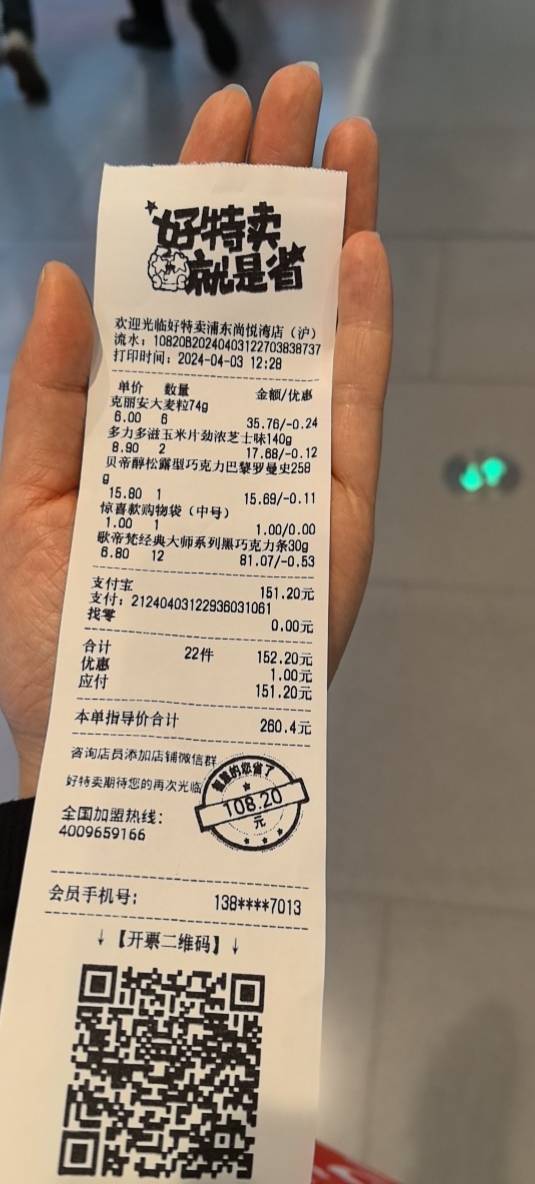 好特卖
就是省
欢迎光临好特卖浦东尚悦湾店（沪）
流水：10820B20240403122703838737
打印时间：2024-04-03 12:28
单价 数量 金额/优惠
克丽安大麦粒74g
6.00 6 35.76/-0.24
多力多滋玉米片劲浓芝士味140g
8.90 2 17.68/-0.12
贝帝醇松露型巧克力巴黎罗曼史258
g
15.80 1 15.69/-0.11
惊喜款购物袋（中号）
1.00 1 1.00/0.00
歌帝梵经典大师系列黑巧克力条30g
6.80 12 81.07/-0.53
支付宝 151.20元
支付：21240403122936031061
找零 0.00元
合计 22件 152.20元
优惠 1.00元
应付 151.20元
本单指导价合计 260.4元
咨询店员添加店铺微信群
好特卖期待您的再次光临
全国加盟热线：
4009659166
的您省了
108.20
元
会员手机号： 138****7013
↓【开票二维码】↓